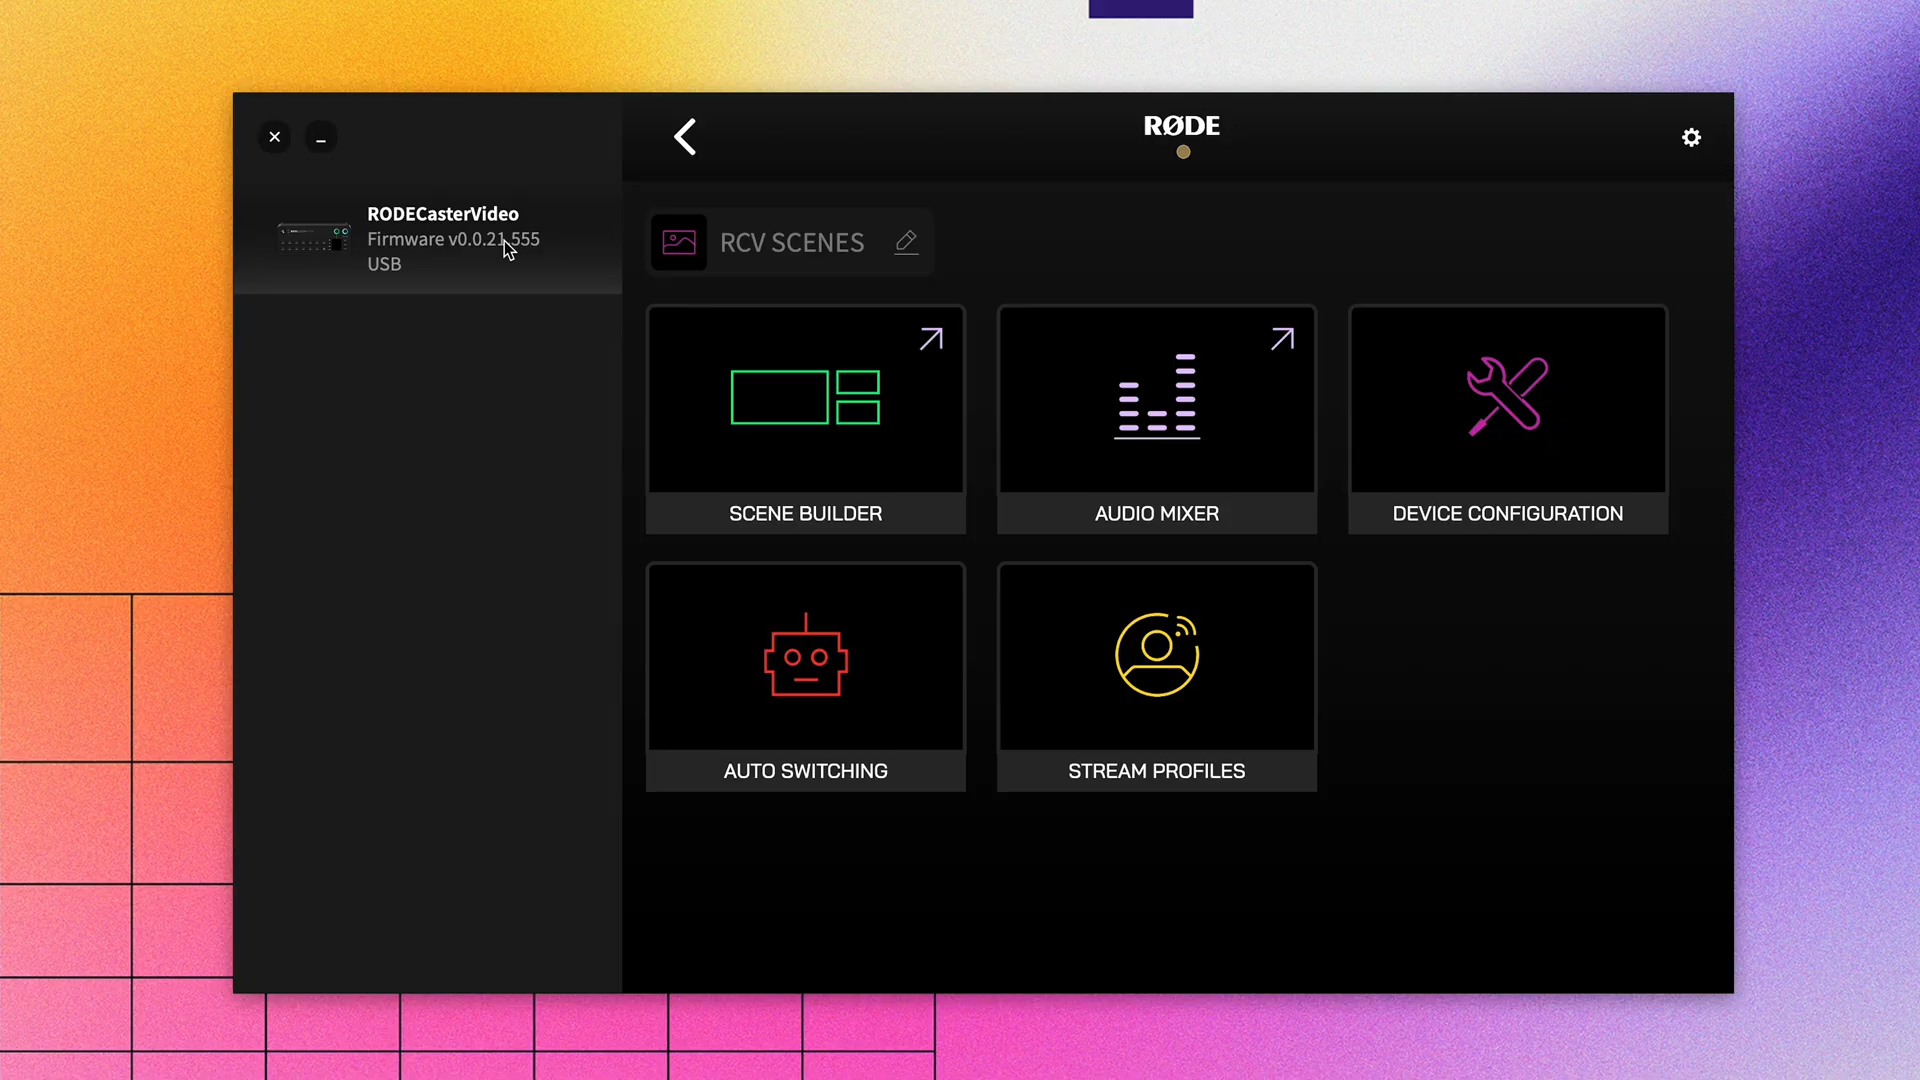 RØDE
RODECasterVideo
Firmware v0.0.21.555
USB
RCV SCENES
SCENE BUILDER
AUDIO MIXER
DEVICE CONFIGURATION
AUTO SWITCHING
STREAM PROFILES